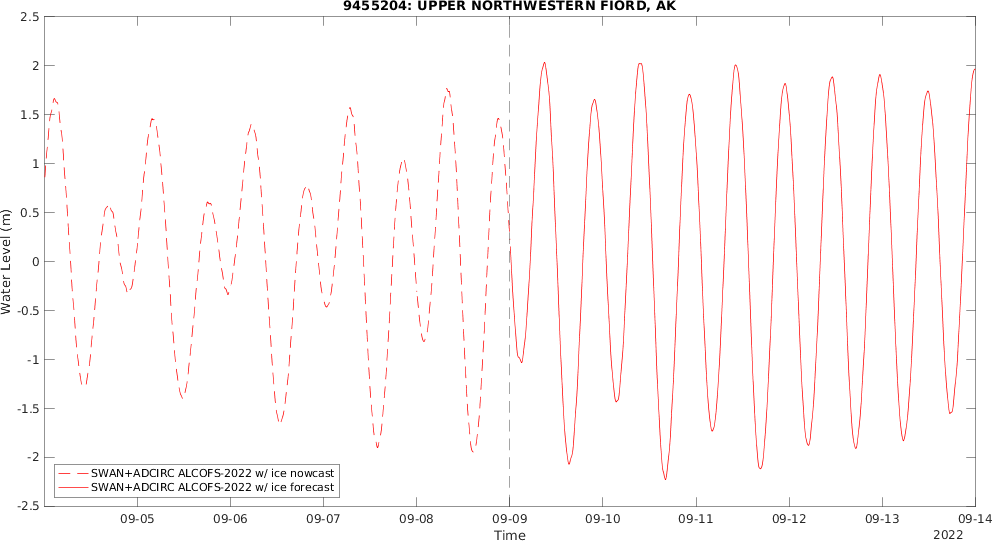 9455204: UPPER NORTHWESTERN FIORD, AK
2.5
2
1.5
1
0.5
0
-0.5
-1
-1.5
-2
-2.5
Water Level (m)
SWAN+ADCIRC ALCOFS-2022 w/ ice nowcast
SWAN+ADCIRC ALCOFS-2022 w/ ice forecast
09-05 09-06 09-07 09-08 09-09 09-10 09-11 09-12 09-13 09-14
Time
2022